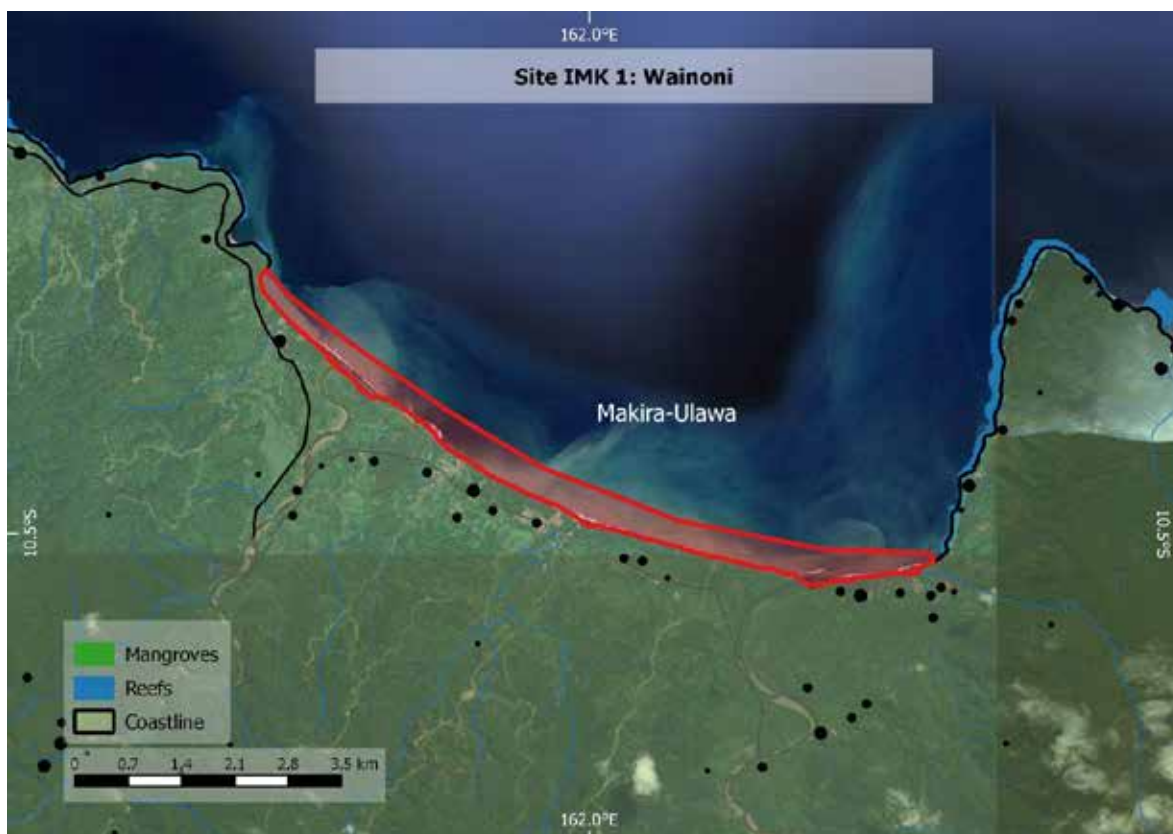 162.0°E
Site IMK 1: Wainoni
Makira-Ulawa
10.5°S
10.5°S
Mangroves
Reefs
Coastline
0 0.7 1.4 2.1 2.8 3.5 km
162.0°E